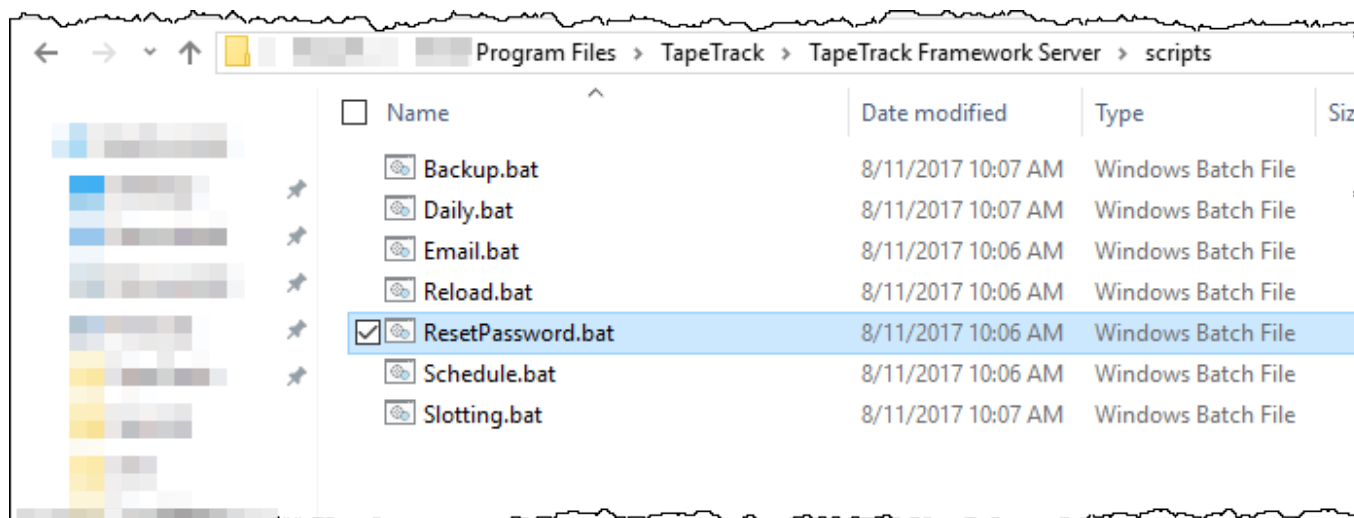 Program Files > TapeTrack > TapeTrack Framework Server > scripts
Name Date modified Type Siz
Backup.bat 8/11/2017 10:07 AM Windows Batch File
Daily.bat 8/11/2017 10:07 AM Windows Batch File
Email.bat 8/11/2017 10:06 AM Windows Batch File
Reload.bat 8/11/2017 10:06 AM Windows Batch File
ResetPassword.bat 8/11/2017 10:06 AM Windows Batch File
Schedule.bat 8/11/2017 10:06 AM Windows Batch File
Slotting.bat 8/11/2017 10:07 AM Windows Batch File